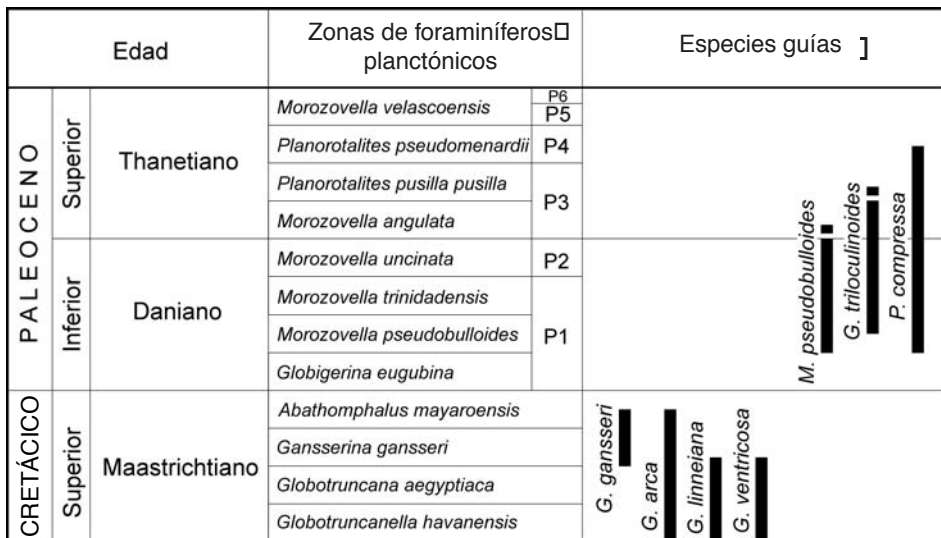 Edad
Zonas de foraminíferos
planctónicos
Especies guías ]
PALEOCENO
Superior
Thanetiano
Morozovella velascoensis
P6
P5
Planorotalites pseudomenardii P4
Planorotalites pusilla pusilla
P3
Morozovella angulata
Inferior
Daniano
Morozovella uncinata P2
Morozovella trinidadensis
Morozovella pseudobulloides P1
Globigerina eugubina
M. pseudobulloides
G. triloculinoides
P. compressa
CRETÁCICO
Superior
Maastrichtiano
Abathomphalus mayaroensis
Gansserina gansseri
Globotruncana aegyptiaca
Globotruncanella havanensis
G. gansseri
G. arca
G. linneiana
G. ventricosa